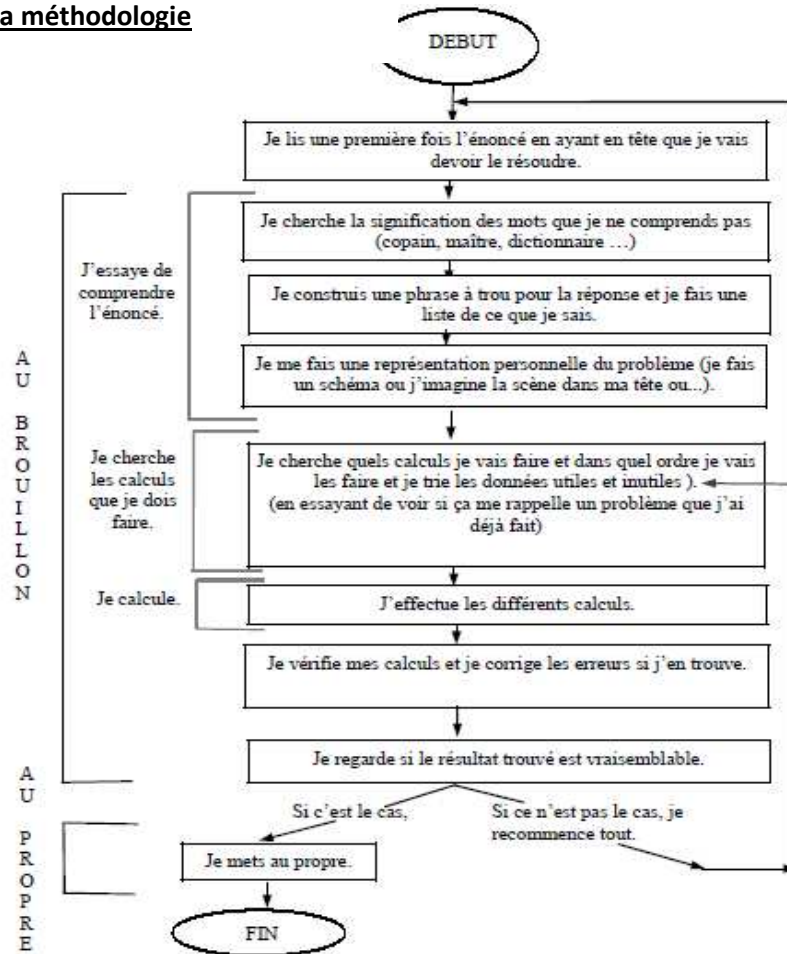 a méthodologie
DEBUT
Je lis une première fois l'énoncé en ayant en tête que je vais
devoir le résoudre.
Je cherche la signification des mots que je ne comprends pas
(copain, maître, dictionnaire …)
J'essaye de
comprendre
l'énoncé.
Je construis une phrase à trou pour la réponse et je fais une
liste de ce que je sais.
Je me fais une représentation personnelle du problème (je fais
un schéma ou j'imagine la scène dans ma tête ou...).
AU BROUILLON
Je cherche
les calculs
que je dois
faire.
Je cherche quels calculs je vais faire et dans quel ordre je vais
les faire et je trie les données utiles et inutiles ).
(en essayant de voir si ça me rappelle un problème que j'ai
déjà fait)
Je calcule.
J'effectue les différents calculs.
Je vérifie mes calculs et je corrige les erreurs si j'en trouve.
Je regarde si le résultat trouvé est vraisemblable.
AU PROPRE
Si c'est le cas,
Si ce n'est pas le cas, je
recommence tout.
Je mets au propre.
FIN